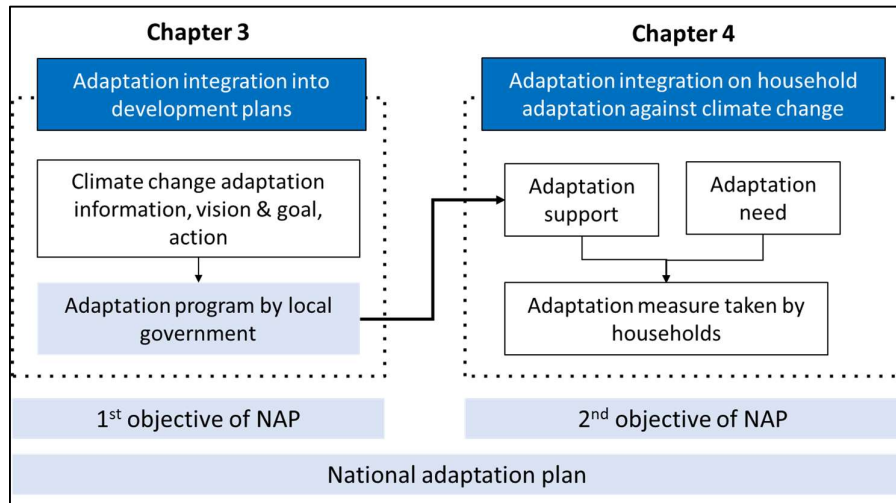 Chapter 3
Adaptation integration into
development plans
Climate change adaptation
information, vision & goal,
action
Adaptation program by local
government
1st objective of NAP
Chapter 4
Adaptation integration on household
adaptation against climate change
Adaptation
support
Adaptation
need
Adaptation measure taken by
households
2nd objective of NAP
National adaptation plan